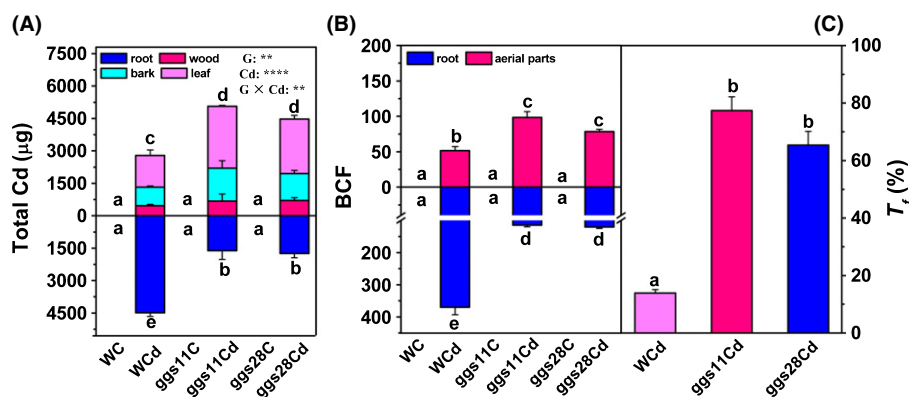 (A)
7500
6000
4500
3000
1500
0
1500
3000
4500
Total Cd (µg)
root wood
bark leaf
G: **
Cd: ****
G × Cd: **
a a c a a d a a d
e b b
WC WCd ggs11C ggs11Cd ggs28C ggs28Cd
(B)
200
150
100
50
0
200
300
400
BCF
root aerial parts
a b a c a c
a e a d a d
WC WCd ggs11C ggs11Cd ggs28C ggs28Cd
(C)
100
80
60
40
20
0
Tf (%)
a b b
WCd ggs11Cd ggs28Cd